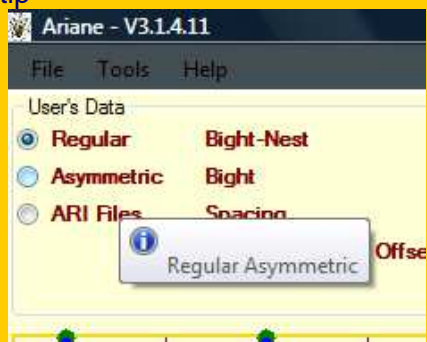 tip
Ariane - V3.1.4.11
File Tools Help
User's Data
Regular Bight-Nest
Asymmetric Bight
ARI Files Spacing
Regular Asymmetric